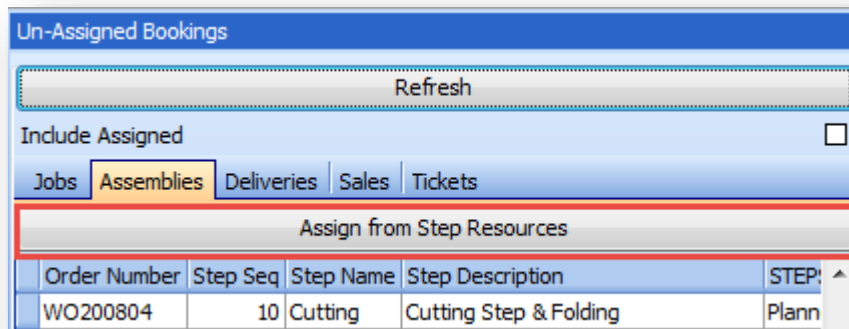 Un-Assigned Bookings
Refresh
Include Assigned
Jobs Assemblies Deliveries Sales Tickets
Assign from Step Resources
Order Number Step Seq Step Name Step Description
WO200804 10 Cutting Cutting Step & Folding